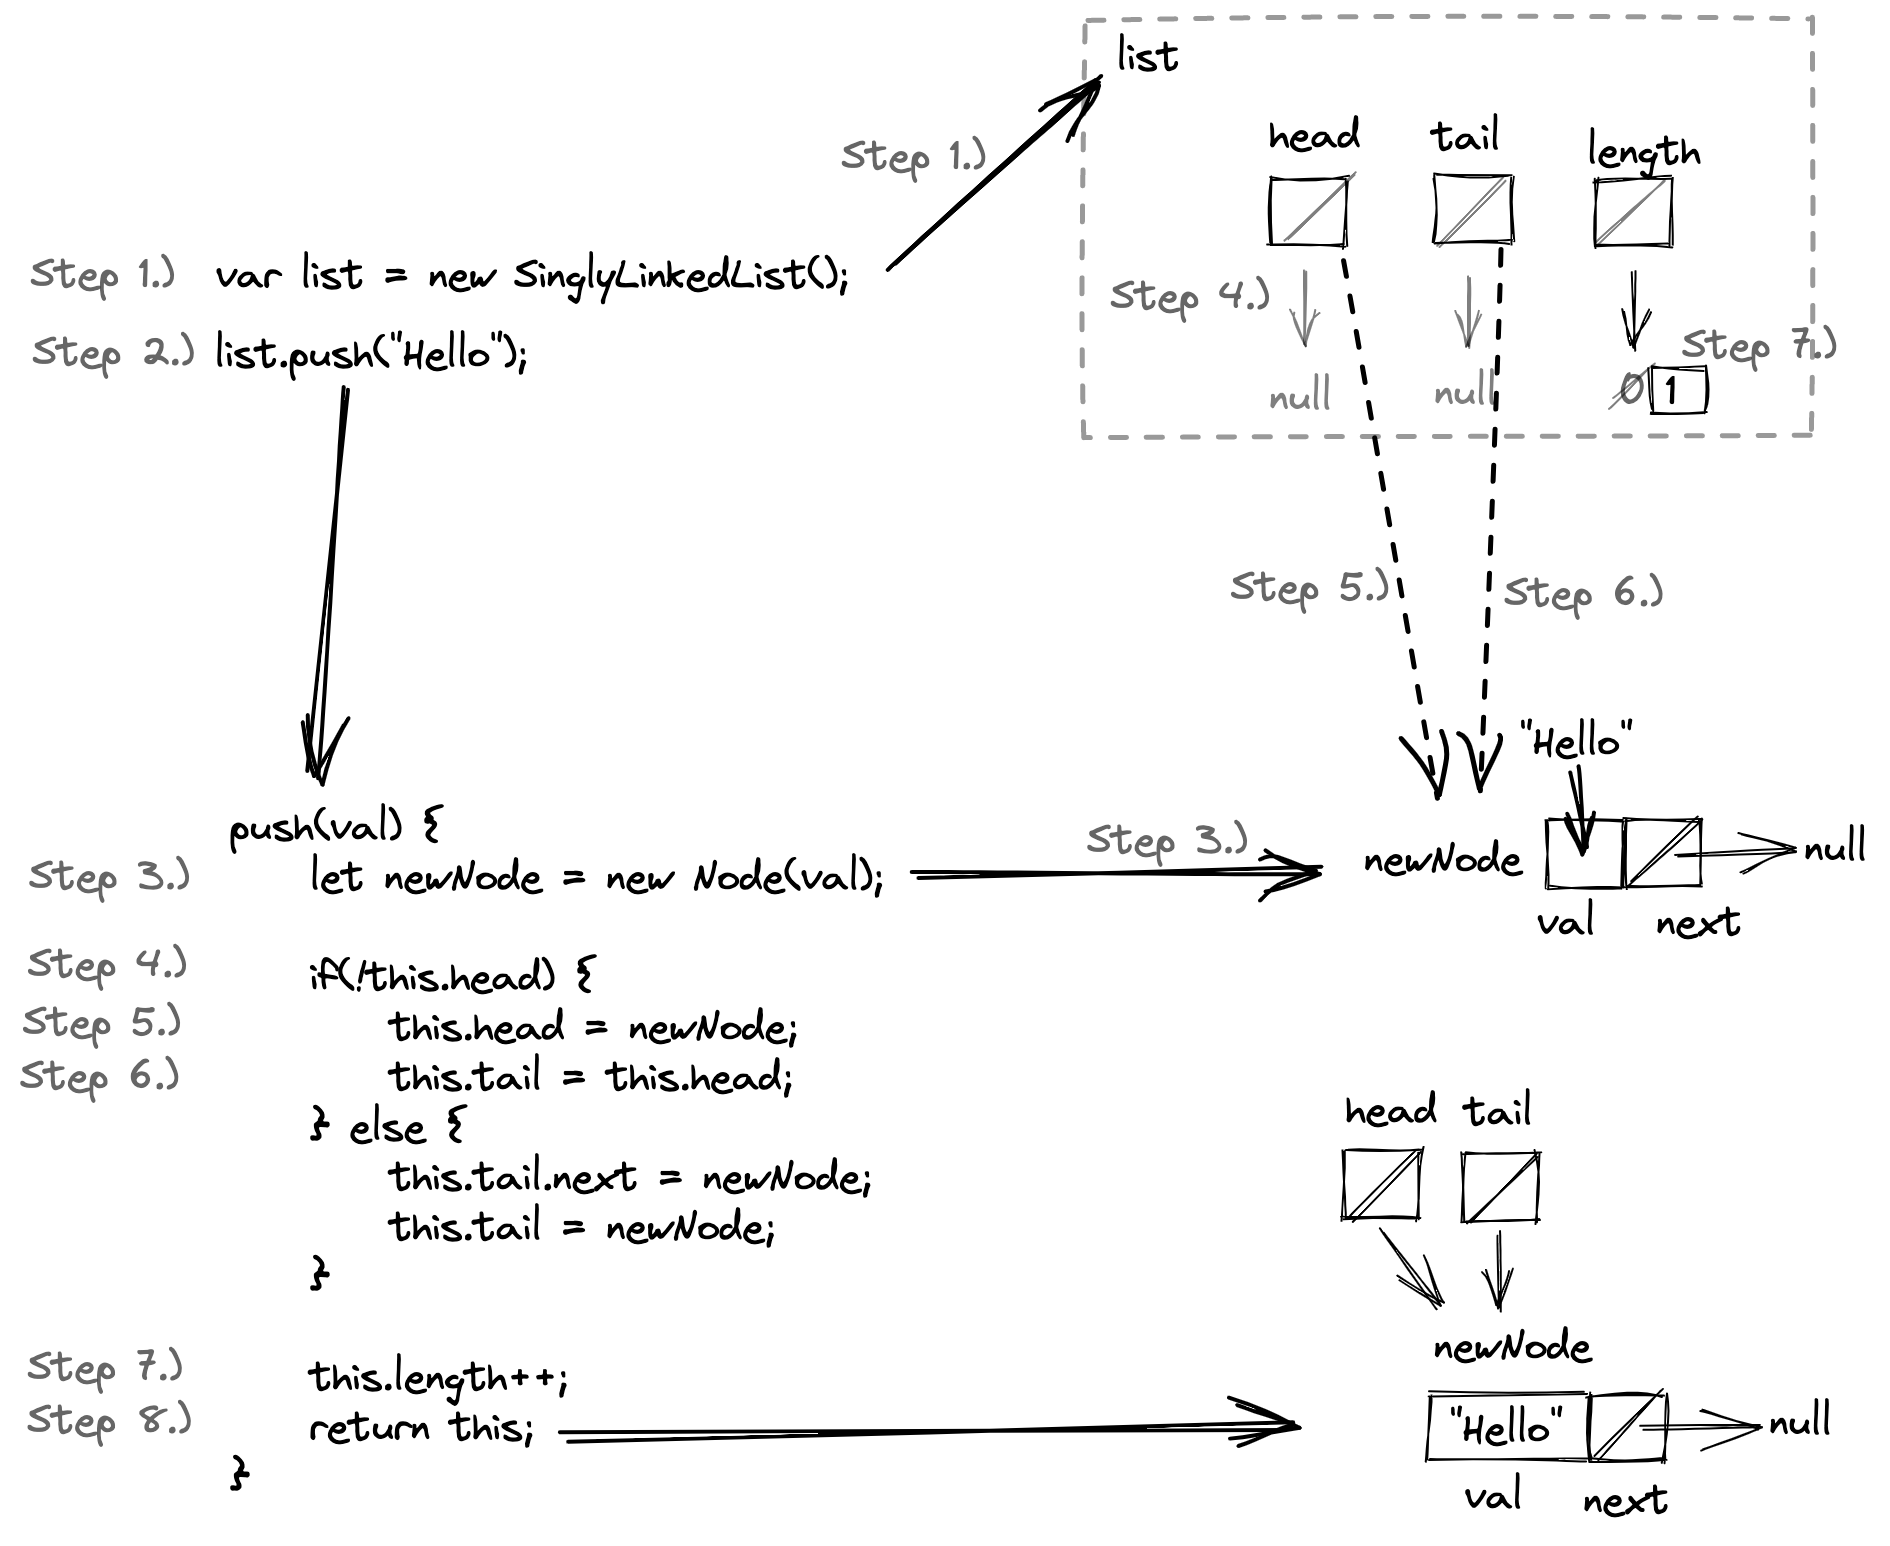 list
head tail length
Step 1.)
Step 1.) var list = new SinglyLinkedList();
Step 4.)
Step 2.) list.push("Hello");
Step 7.)
null null 0 1
Step 5.) Step 6.)
"Hello"
push(val) {
Step 3.)
Step 3.) let newNode = new Node(val);
newNode null
val next
Step 4.) if(!this.head) {
Step 5.) this.head = newNode;
Step 6.) this.tail = this.head;
} else {
this.tail.next = newNode;
this.tail = newNode;
}
head tail
newNode
Step 7.) this.length++;
Step 8.) return this;
}
"Hello" null
val next